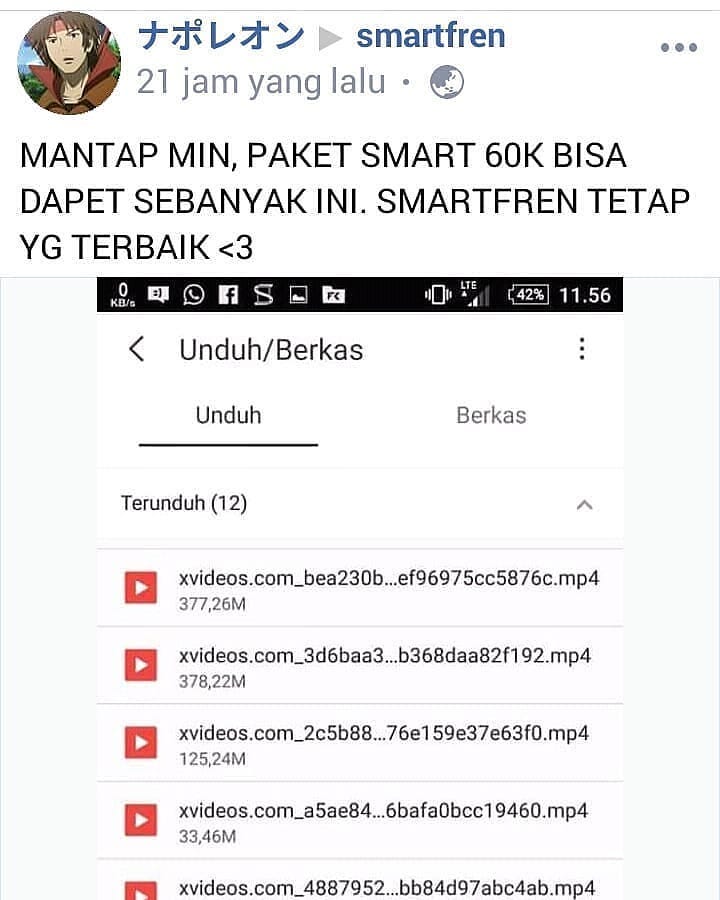 ナポレオン ▶ smartfren
21 jam yang lalu ·
MANTAP MIN, PAKET SMART 60K BISA
DAPET SEBANYAK INI. SMARTFREN TETAP
YG TERBAIK <3
0 KB/s LTE 42% 11.56
Unduh/Berkas
Unduh Berkas
Terunduh (12)
xvideos.com_bea230b...ef96975cc5876c.mp4
377,26M
xvideos.com_3d6baa3...b368daa82f192.mp4
378,22M
xvideos.com_2c5b88...76e159e37e63f0.mp4
125,24M
xvideos.com_a5ae84...6bafa0bcc19460.mp4
33,46M
xvideos.com_4887952...bb84d97abc4ab.mp4